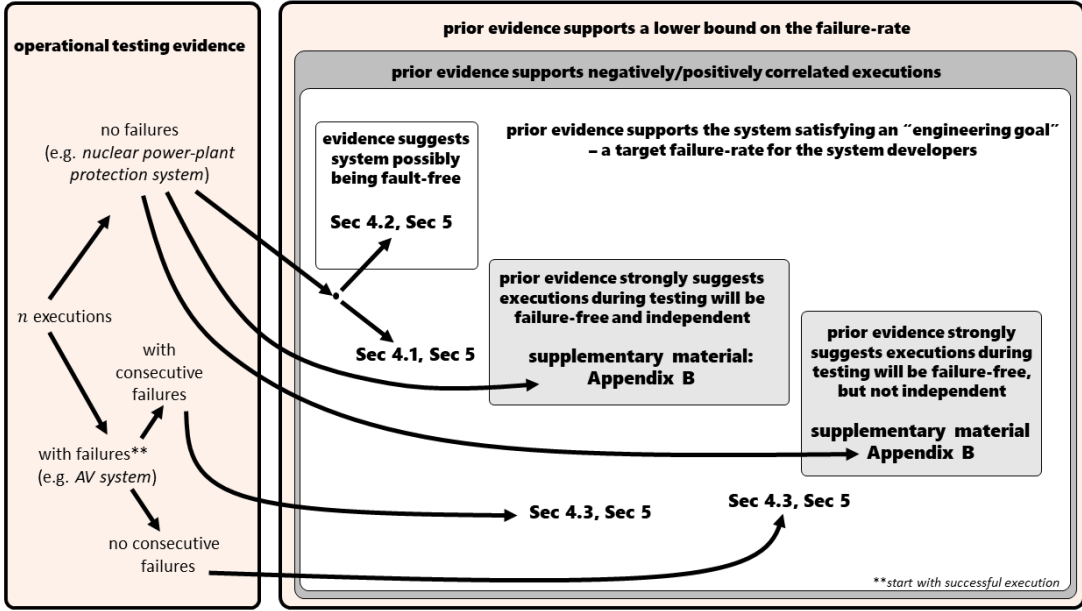 operational testing evidence
no failures
(e.g. nuclear power-plant
protection system)
n executions
with
consecutive
failures
with failures**
(e.g. AV system)
no consecutive
failures
prior evidence supports a lower bound on the failure-rate
prior evidence supports negatively/positively correlated executions
evidence suggests
system possibly
being fault-free
Sec 4.2, Sec 5
prior evidence supports the system satisfying an “engineering goal”
– a target failure-rate for the system developers
Sec 4.1, Sec 5
prior evidence strongly suggests
executions during testing will be
failure-free and independent
supplementary material:
Appendix B
prior evidence strongly
suggests executions during
testing will be failure-free,
but not independent
supplementary material
Appendix B
Sec 4.3, Sec 5
Sec 4.3, Sec 5
**start with successful execution